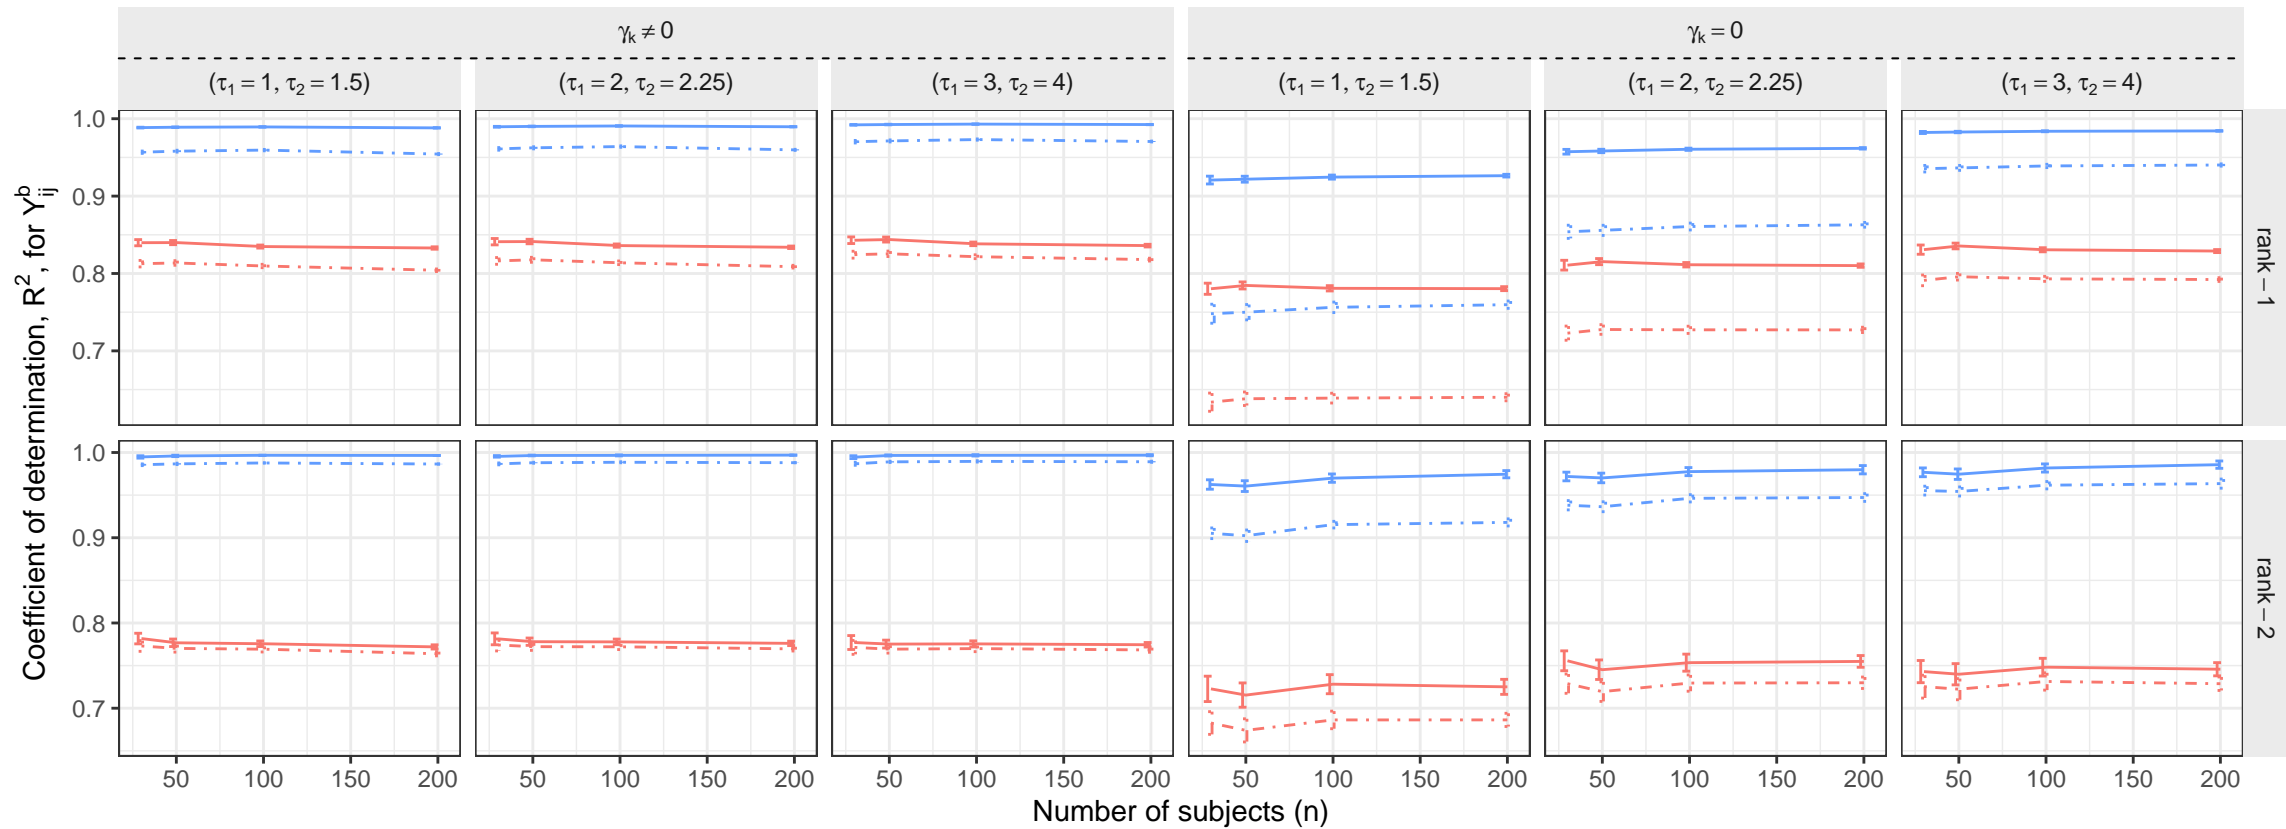 γk ≠ 0
γk = 0
(τ1 = 1, τ2 = 1.5)
(τ1 = 2, τ2 = 2.25)
(τ1 = 3, τ2 = 4)
(τ1 = 1, τ2 = 1.5)
(τ1 = 2, τ2 = 2.25)
(τ1 = 3, τ2 = 4)
Coefficient of determination, R², for Y_ij^b
1.0
0.9
0.8
0.7
rank−1
1.0
0.9
0.8
0.7
rank−2
50 100 150 200
50 100 150 200
50 100 150 200
50 100 150 200
50 100 150 200
50 100 150 200
Number of subjects (n)